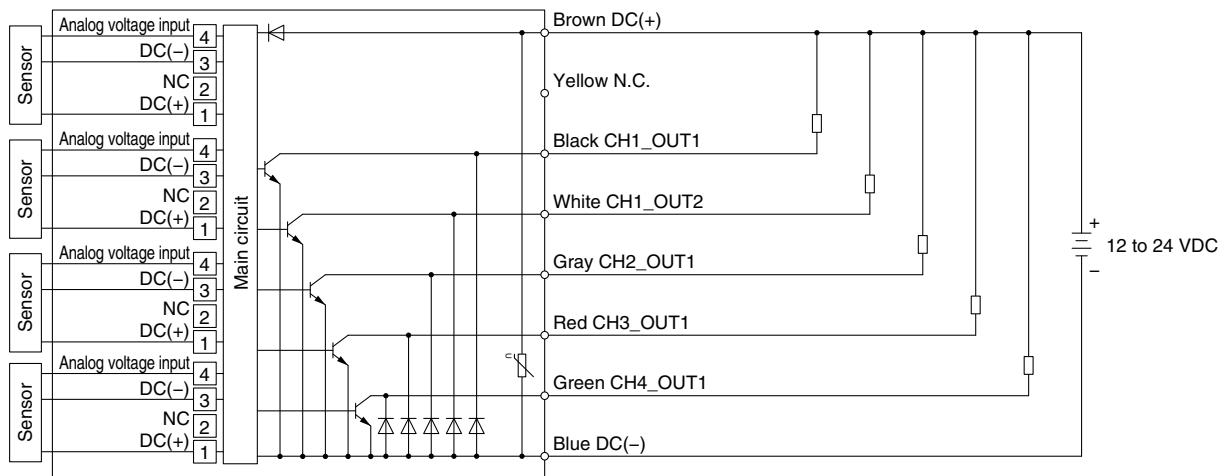 Analog voltage input 4
DC(−) 3
NC 2
DC(+) 1
Sensor
Analog voltage input 4
DC(−) 3
NC 2
DC(+) 1
Sensor
Analog voltage input 4
DC(−) 3
NC 2
DC(+) 1
Sensor
Analog voltage input 4
DC(−) 3
NC 2
DC(+) 1
Sensor
Main circuit
Brown DC(+)
Yellow N.C.
Black CH1_OUT1
White CH1_OUT2
Gray CH2_OUT1
Red CH3_OUT1
Green CH4_OUT1
Blue DC(−)
+
12 to 24 VDC
−